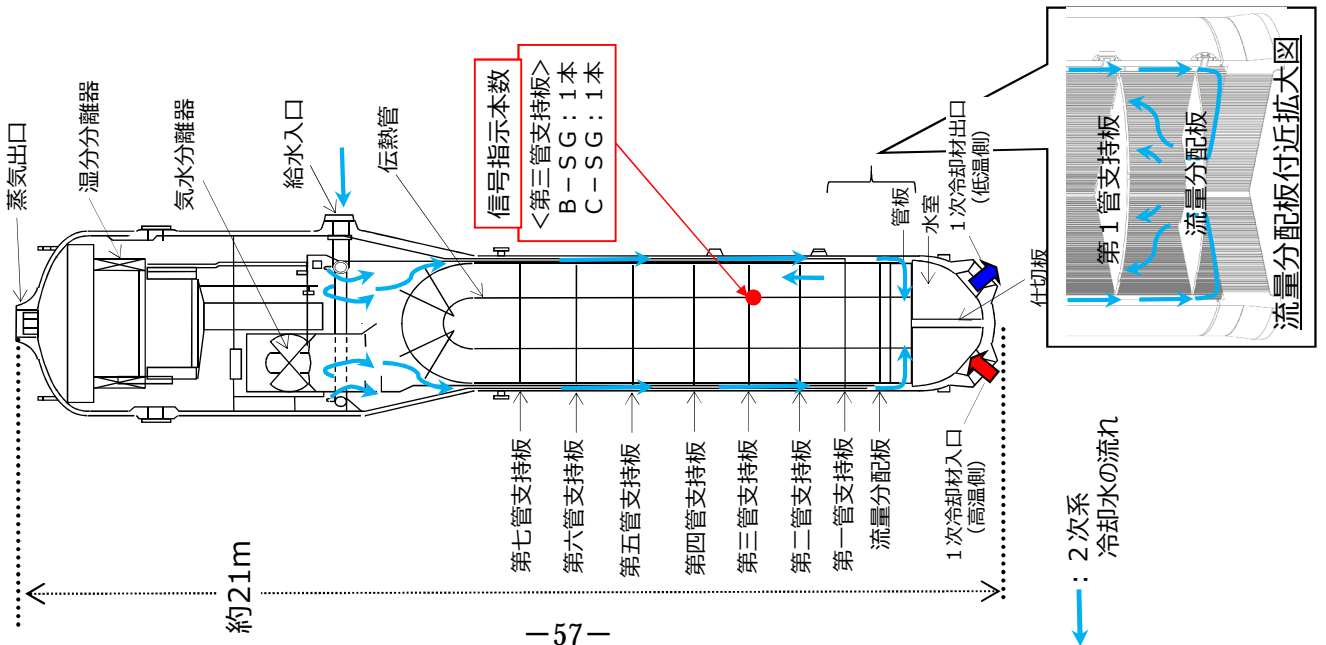 蒸気出口
湿分分離器
気水分離器
給水入口
伝熱管
信号指示本数
<第三管支持板>
B－SG：1本
C－SG：1本
管板
水室
1次冷却材出口
(低温側)
仕切板
第七管支持板
第六管支持板
第五管支持板
第四管支持板
第三管支持板
第二管支持板
第一管支持板
流量分配板
1次冷却材入口
(高温側)
約21m
第1管支持板
流量分配板
流量分配板付近拡大図
：2次系
冷却水の流れ
－57－